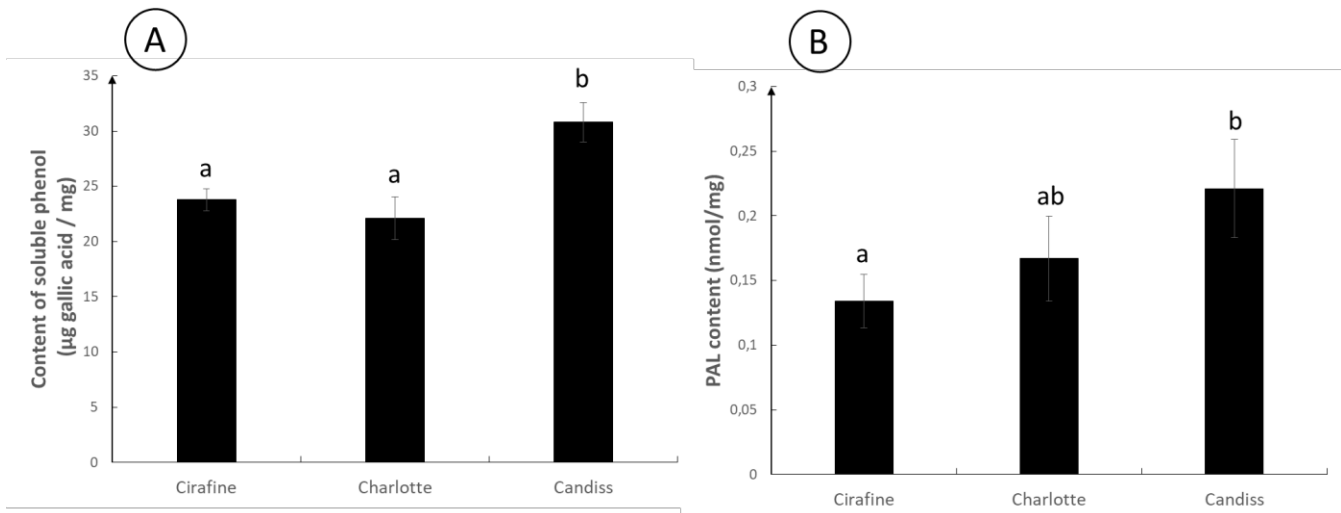 A
Content of soluble phenol
(µg gallic acid / mg)
35
30
25
20
15
10
5
0
a
a
b
Cirafine
Charlotte
Candiss
B
PAL content (nmol/mg)
0,3
0,25
0,2
0,15
0,1
0,05
0
a
ab
b
Cirafine
Charlotte
Candiss